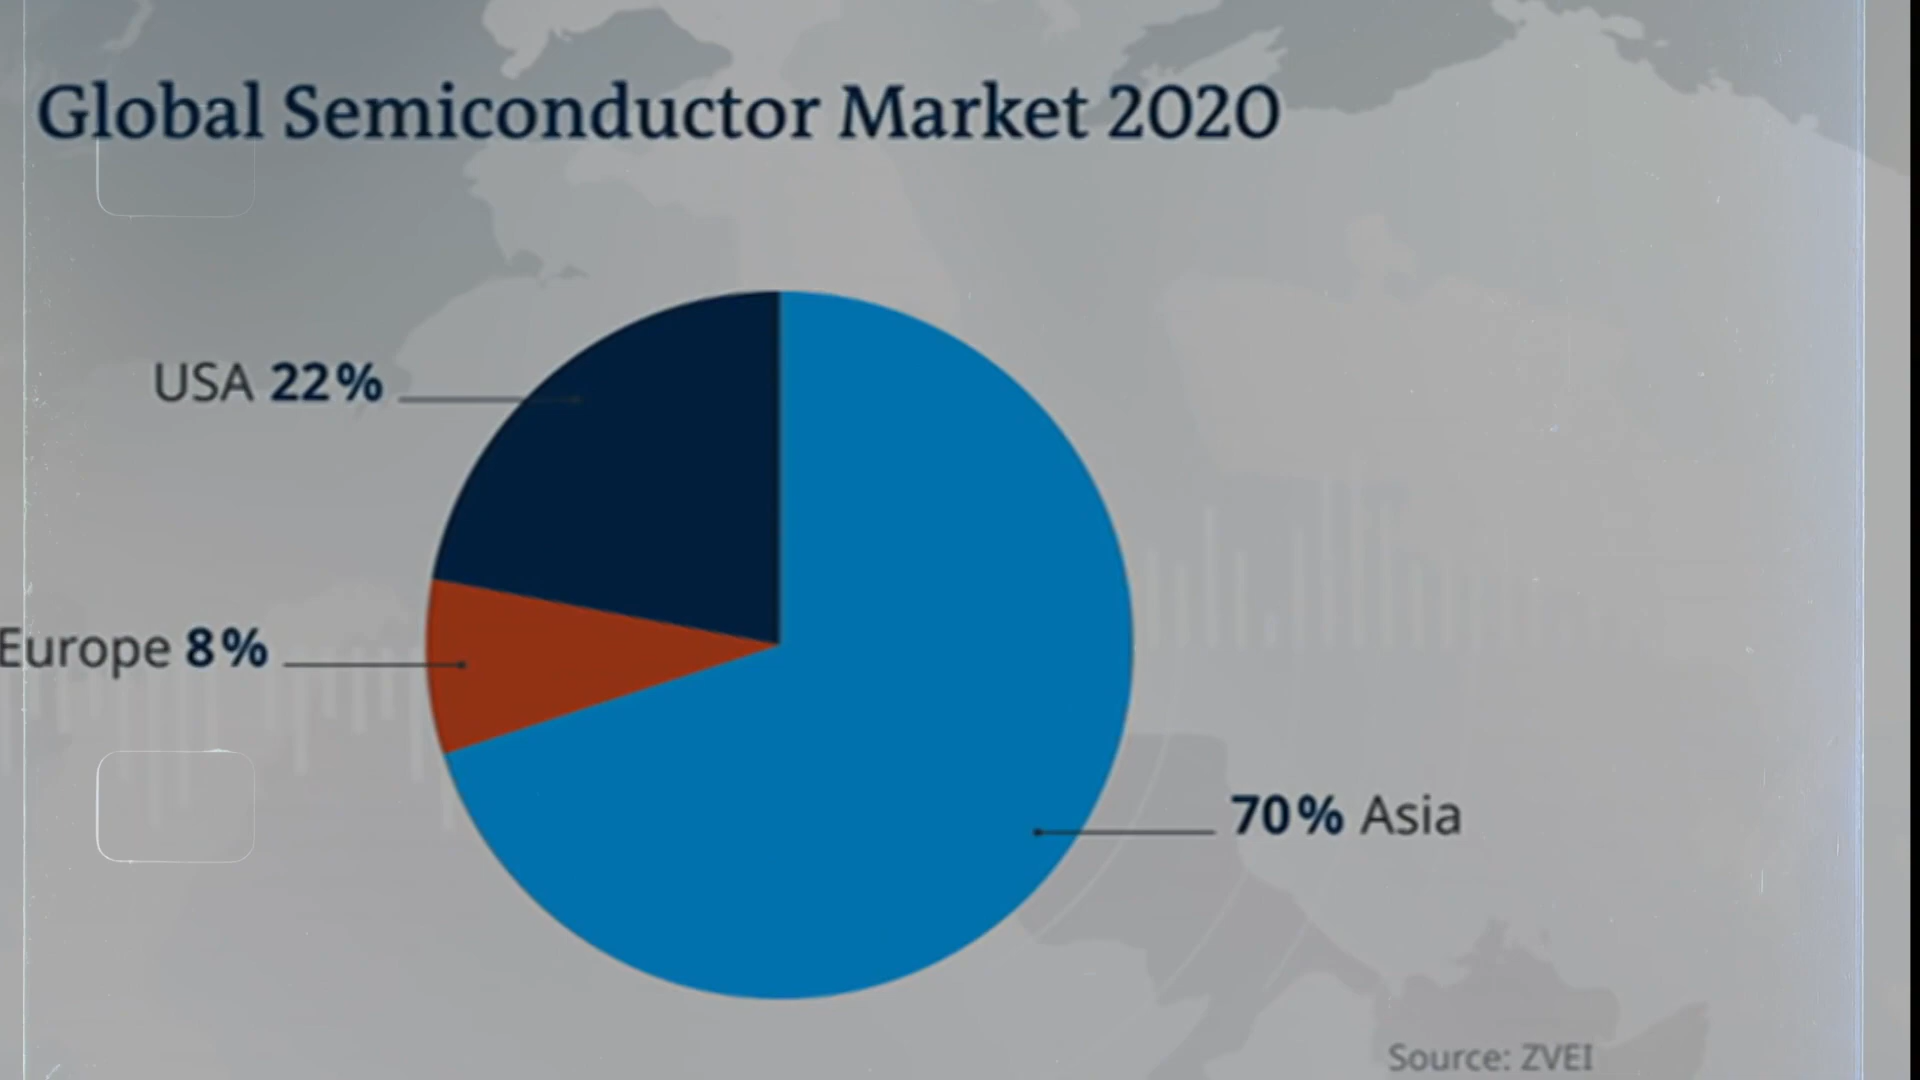 Global Semiconductor Market 2020
USA 22%
Europe 8%
70% Asia
Source: ZVEI